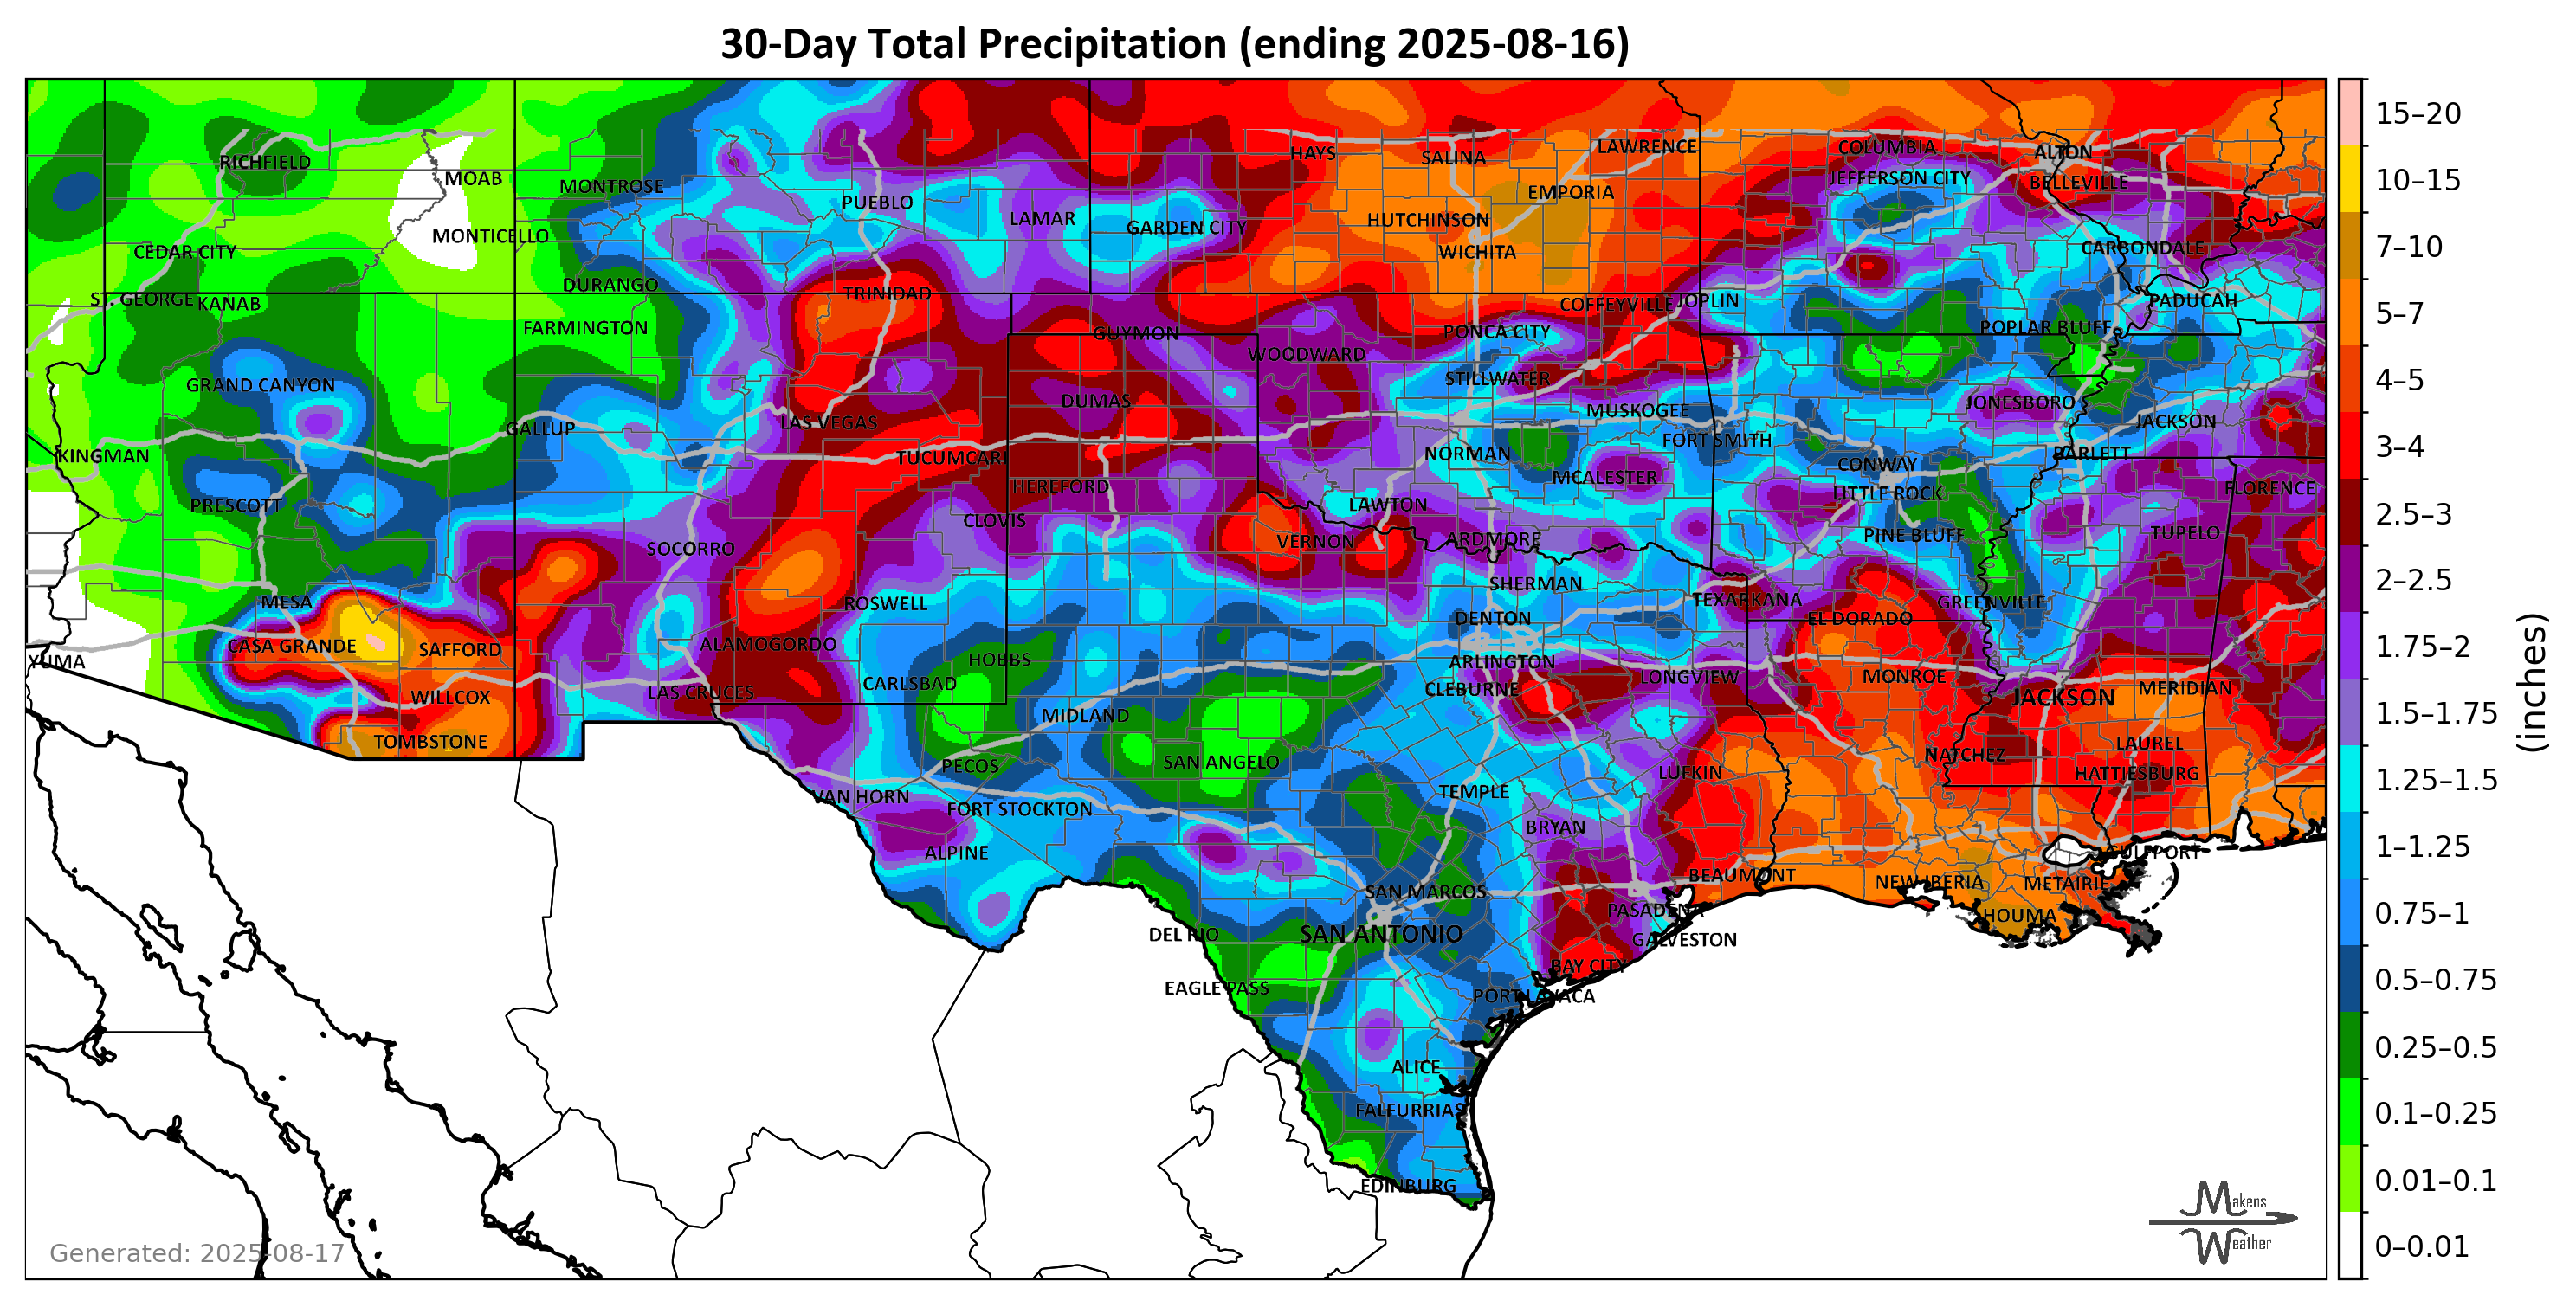 30-Day Total Precipitation (ending 2025-08-16)
HAYS
SALINA
LAWRENCE
COLUMBIA
ALTON
RICHFIELD
MOAB
MONTROSE
EMPORIA
JEFFERSON CITY
BELLEVILLE
PUEBLO
LAMAR
GARDEN CITY
HUTCHINSON
MONTICELLO
CEDAR CITY
WICHITA
CARBONDALE
DURANGO
TRINIDAD
ST. GEORGE
KANAB
COFFEYVILLE
JOPLIN
PADUCAH
FARMINGTON
GUYMON
PONCA CITY
POPLAR BLUFF
WOODWARD
GRAND CANYON
STILLWATER
DUMAS
MUSKOGEE
JONESBORO
GALLUP
LAS VEGAS
FORT SMITH
JACKSON
KINGMAN
TUCUMCARI
NORMAN
BARLETT
CONWAY
HEREFORD
MCALESTER
LITTLE ROCK
FLORENCE
PRESCOTT
CLOVIS
LAWTON
PINE BLUFF
TUPELO
SOCORRO
VERNON
ARDMORE
SHERMAN
MESA
ROSWELL
TEXARKANA
GREENVILLE
CASA GRANDE
SAFFORD
ALAMOGORDO
DENTON
EL DORADO
YUMA
HOBBS
ARLINGTON
CARLSBAD
CLEBURNE
LONGVIEW
MONROE
WILLCOX
LAS CRUCES
JACKSON
MERIDIAN
MIDLAND
TOMBSTONE
NATCHEZ
LAUREL
PECOS
SAN ANGELO
LUFKIN
HATTIESBURG
VAN HORN
FORT STOCKTON
TEMPLE
BRYAN
ALPINE
GULFPORT
SAN MARCOS
BEAUMONT
NEW IBERIA
METAIRIE
PASADENA
HOUMA
DEL RIO
SAN ANTONIO
GALVESTON
BAY CITY
EAGLE PASS
PORT LAVACA
ALICE
FALFURRIAS
EDINBURG
15–20
10–15
7–10
5–7
4–5
3–4
2.5–3
2–2.5
1.75–2
1.5–1.75
1.25–1.5
1–1.25
0.75–1
0.5–0.75
0.25–0.5
0.1–0.25
0.01–0.1
0–0.01
(inches)
Generated: 2025-08-17
Makens
Weather